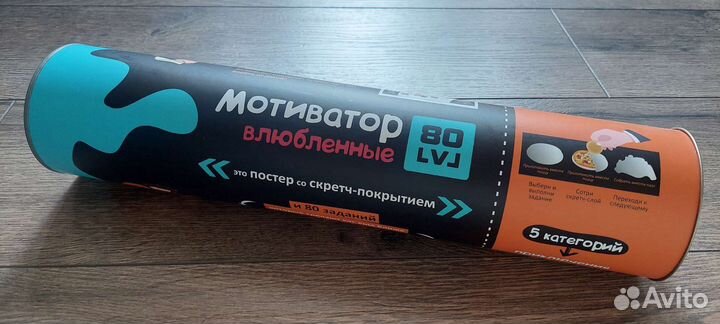 Мотиватор
влюбленные
80
LVL
это постер со скретч-покрытием
и 80 заданий
Выбери и
выполни
задание
Сотри
скретч-слой
Переходи к
следующему
5 категорий
Avito